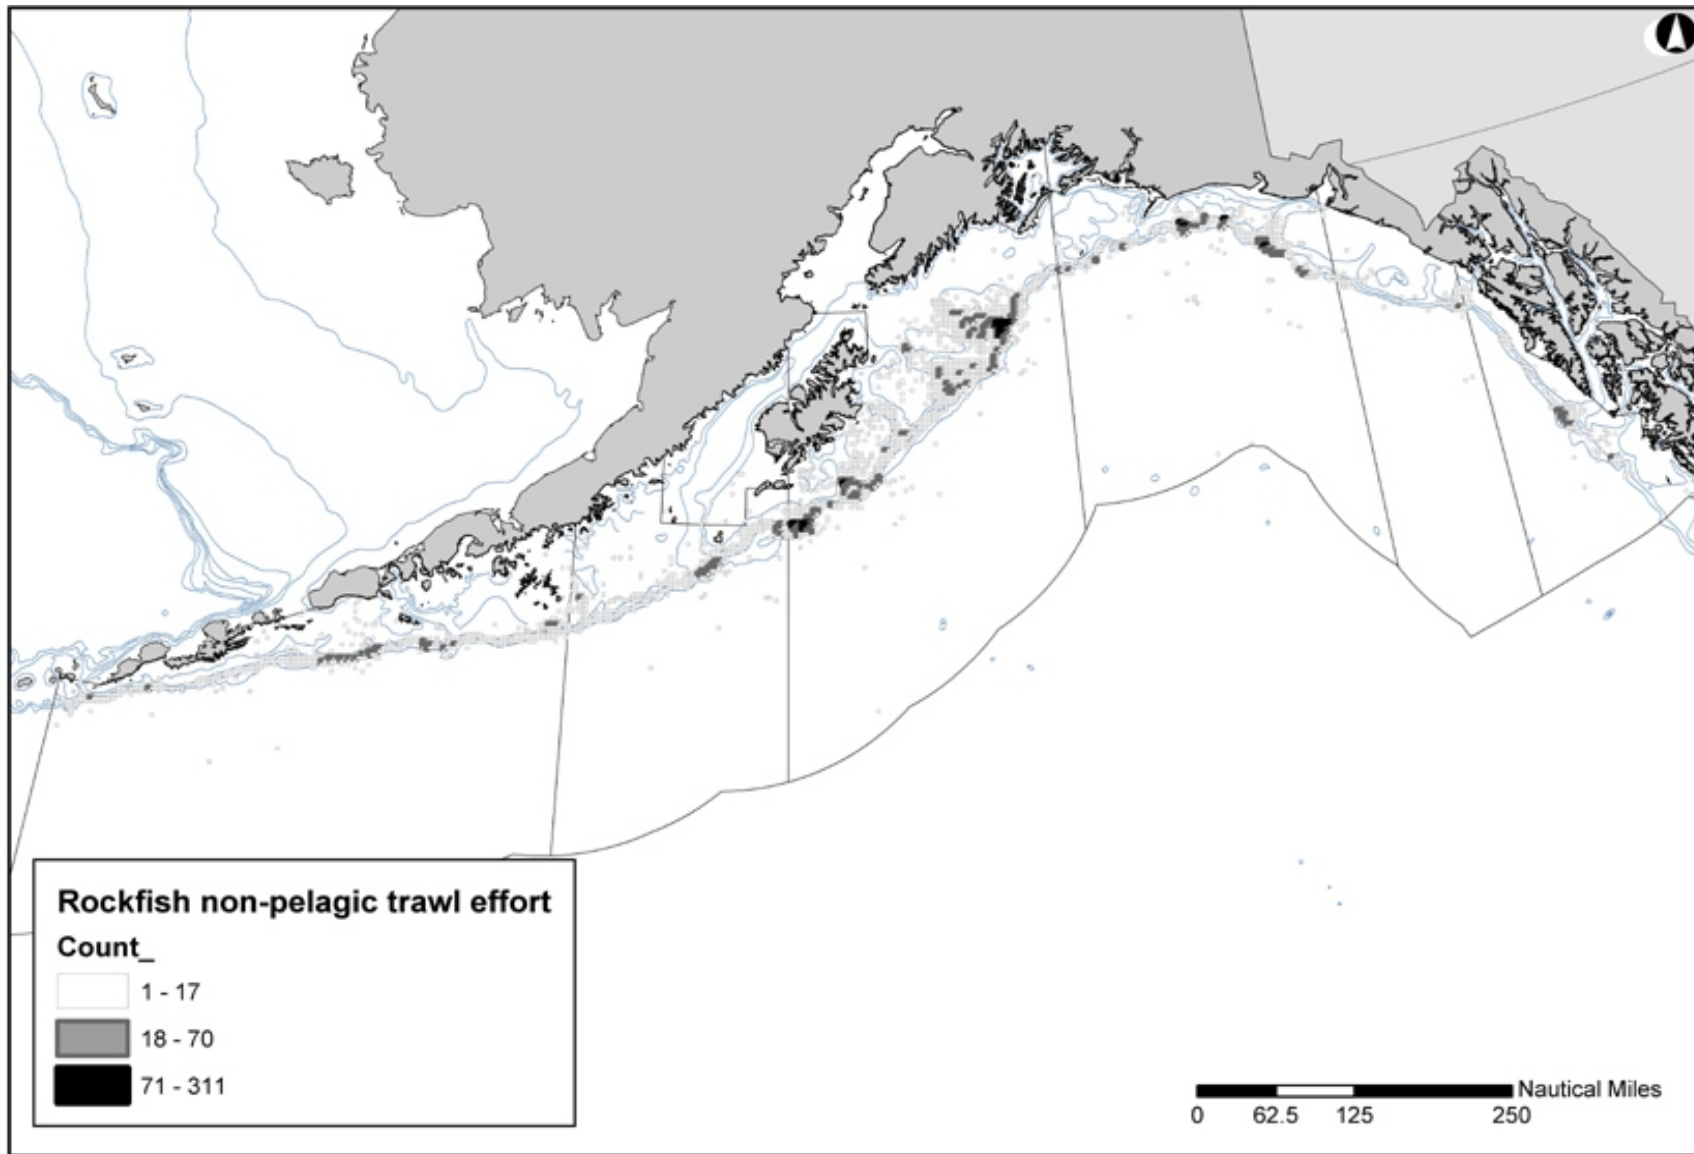 Rockfish non-pelagic trawl effort
Count_
1 - 17
18 - 70
71 - 311
Nautical Miles
0 62.5 125 250